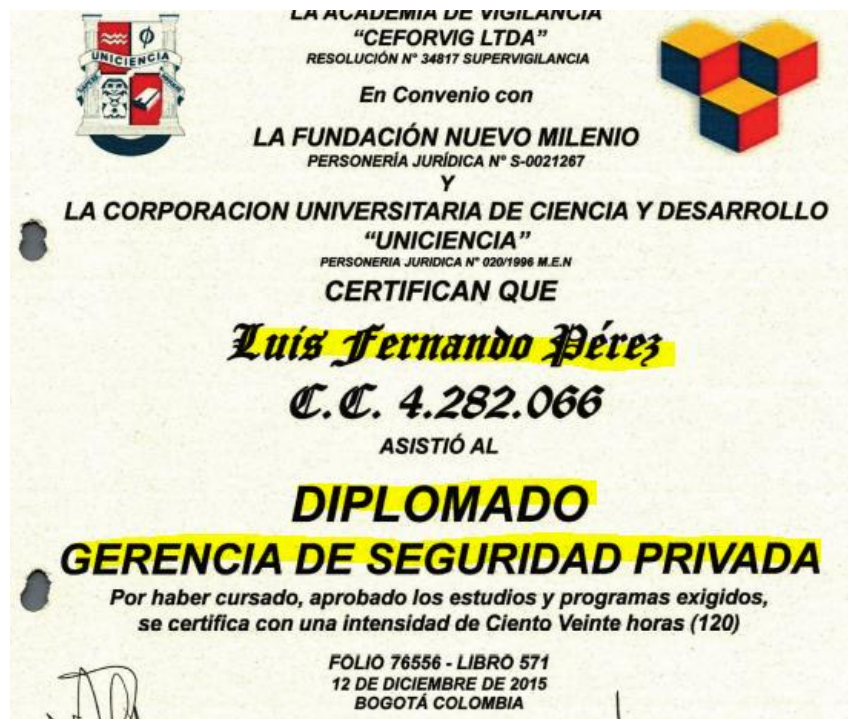 LA ACADEMIA DE VIGILANCIA
"CEFORVIG LTDA"
RESOLUCIÓN N° 34817 SUPERVIGILANCIA
UNICIENCIA
En Convenio con
LA FUNDACIÓN NUEVO MILENIO
PERSONERÍA JURÍDICA N° S-0021267
Y
LA CORPORACION UNIVERSITARIA DE CIENCIA Y DESARROLLO
"UNICIENCIA"
PERSONERIA JURIDICA N° 020/1996 M.E.N
CERTIFICAN QUE
Luis Fernando Pérez
C.C. 4.282.066
ASISTIÓ AL
DIPLOMADO
GERENCIA DE SEGURIDAD PRIVADA
Por haber cursado, aprobado los estudios y programas exigidos,
se certifica con una intensidad de Ciento Veinte horas (120)
FOLIO 76556 - LIBRO 571
12 DE DICIEMBRE DE 2015
BOGOTÁ COLOMBIA